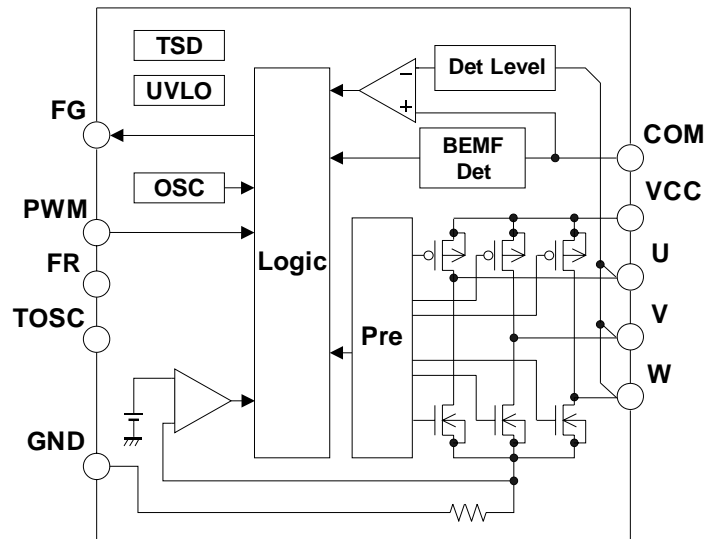 TSD
UVLO
OSC
Logic
Pre
Det Level
−
+
BEMF
Det
FG
PWM
FR
TOSC
GND
COM
VCC
U
V
W